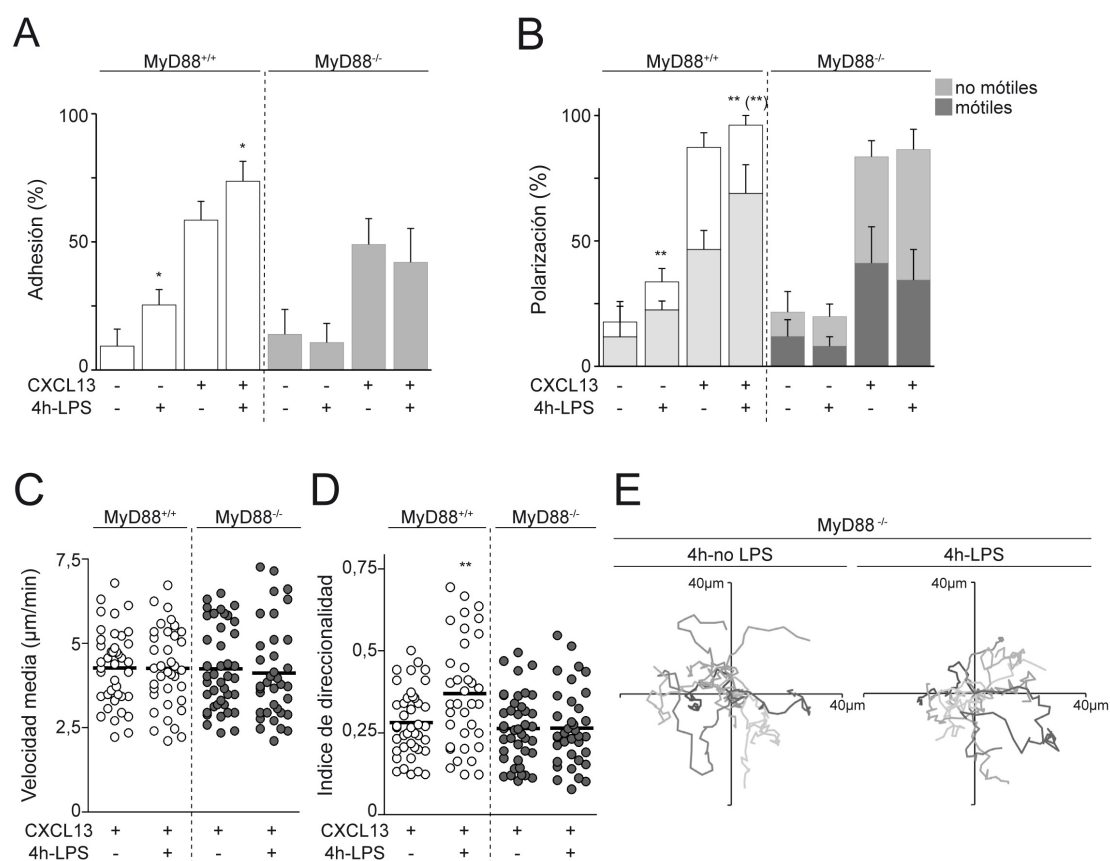 A
MyD88+/+ MyD88-/-
Adhesión (%)
100
50
0
* *
CXCL13 - - + + - - + +
4h-LPS - + - + - + - +
B
MyD88+/+ MyD88-/-
no mótiles
mótiles
Polarización (%)
100
50
0
** ** (**)
CXCL13 - - + + - - + +
4h-LPS - + - + - + - +
C
MyD88+/+ MyD88-/-
Velocidad media (μm/min)
7,5
5
2,5
0
CXCL13 + + + +
4h-LPS - + - +
D
MyD88+/+ MyD88-/-
Indice de direccionalidad
0,75
0,5
0,25
0
**
CXCL13 + + + +
4h-LPS - + - +
E
MyD88 -/-
4h-no LPS 4h-LPS
40μm 40μm
40μm 40μm